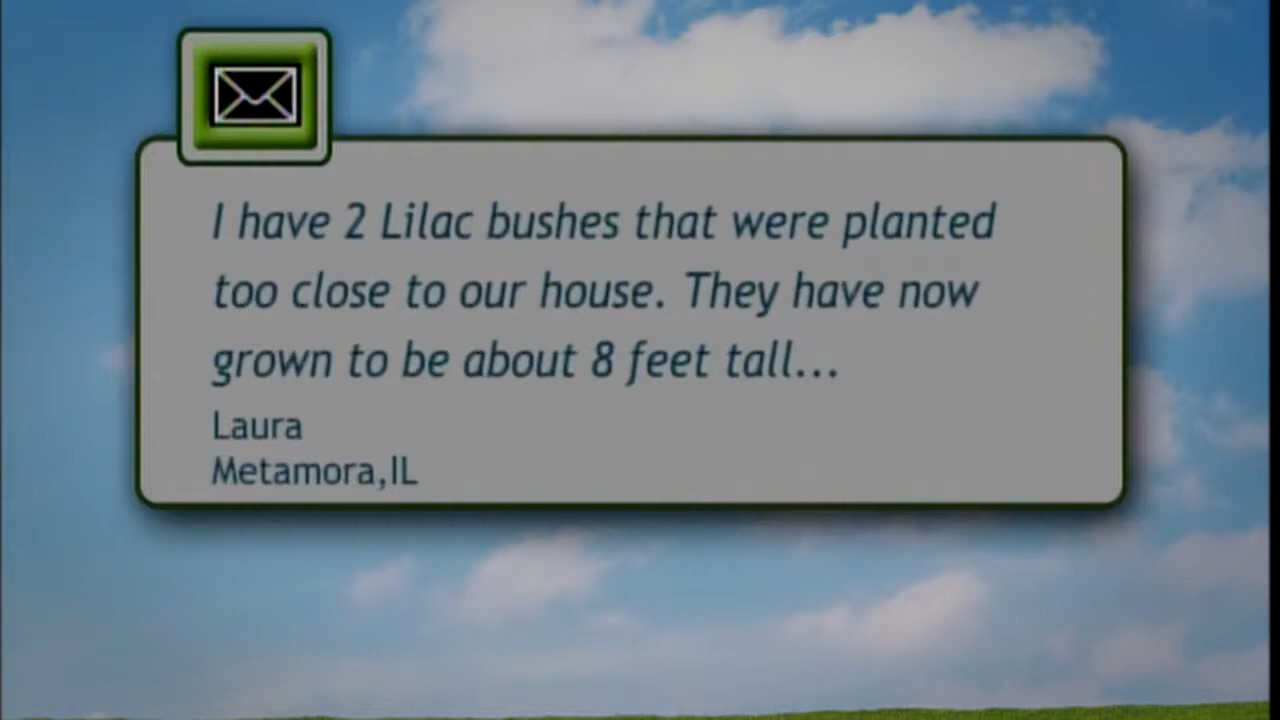 I have 2 Lilac bushes that were planted
too close to our house. They have now
grown to be about 8 feet tall...
Laura
Metamora,IL